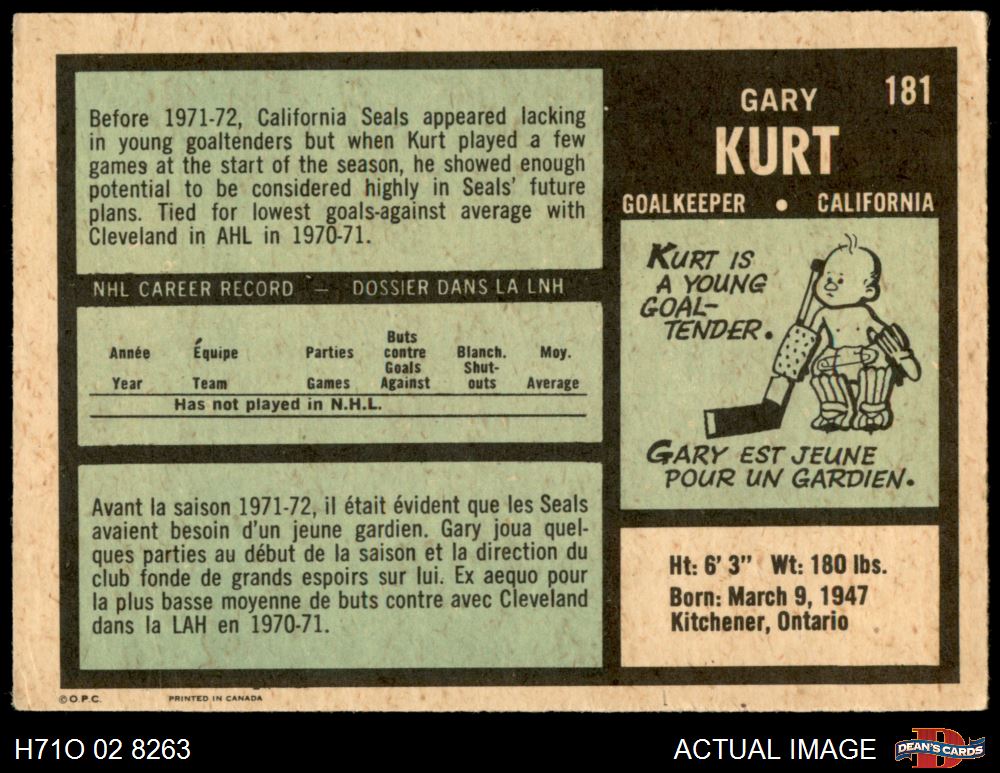 GARY
181
KURT
GOALKEEPER • CALIFORNIA
Before 1971-72, California Seals appeared lacking
in young goaltenders but when Kurt played a few
games at the start of the season, he showed enough
potential to be considered highly in Seals' future
plans. Tied for lowest goals-against average with
Cleveland in AHL in 1970-71.
NHL CAREER RECORD — DOSSIER DANS LA LNH
Année Équipe Parties Buts contre Blanch. Moy.
Year Team Games Goals Against Shut-outs Average
Has not played in N.H.L.
Avant la saison 1971-72, il était évident que les Seals
avaient besoin d'un jeune gardien. Gary joua quel-
ques parties au début de la saison et la direction du
club fonde de grands espoirs sur lui. Ex aequo pour
la plus basse moyenne de buts contre avec Cleveland
dans la LAH en 1970-71.
KURT IS
A YOUNG
GOAL-
TENDER.
GARY EST JEUNE
POUR UN GARDIEN.
Ht: 6' 3" Wt: 180 lbs.
Born: March 9, 1947
Kitchener, Ontario
© O.P.C. PRINTED IN CANADA
H71O 02 8263
ACTUAL IMAGE
D
DEAN'S CARDS